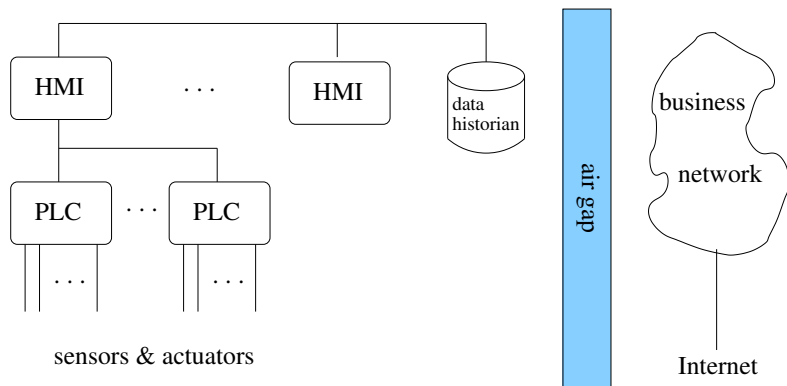 HMI
. . .
HMI
data
historian
business
network
air gap
PLC
. . .
PLC
. . .
. . .
sensors & actuators
Internet